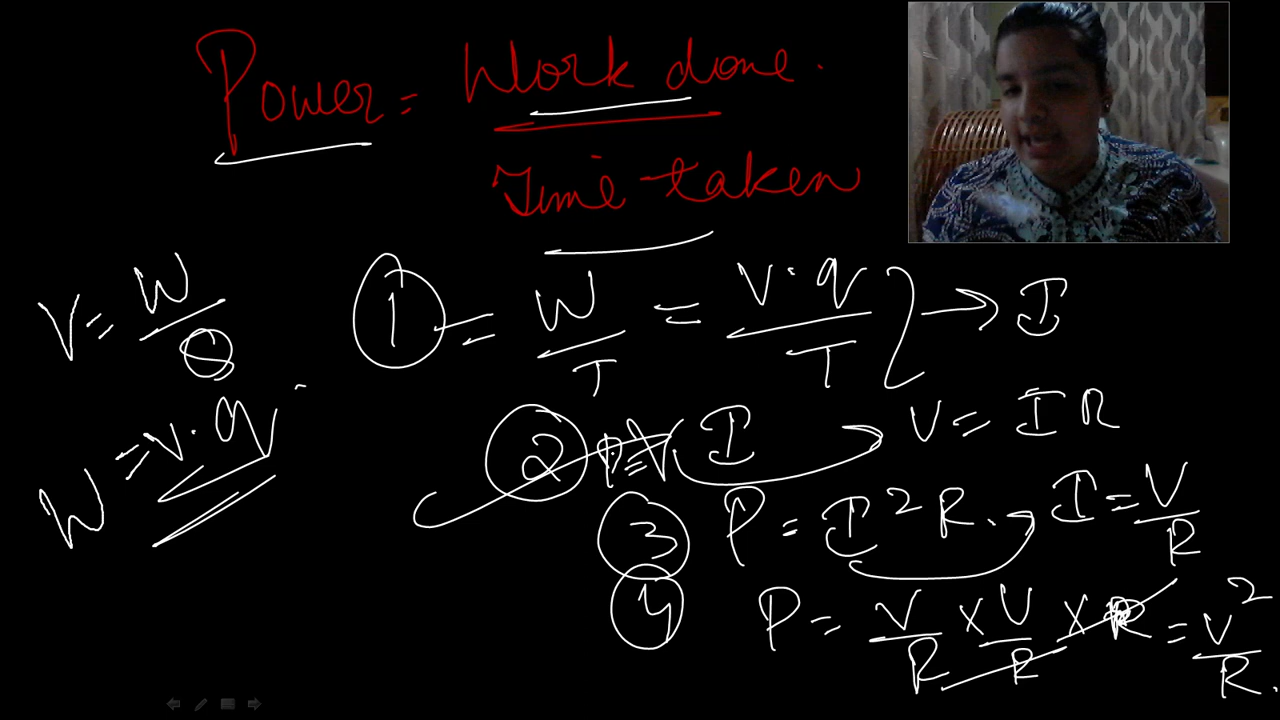 Power = Work done.
Time taken
V = W / Q
W = V.q
1 = W / T = V.q / T → I
2 P = V I V = IR
3 P = I²R. I = V / R
4 P = V / R × V / R × R = V² / R.